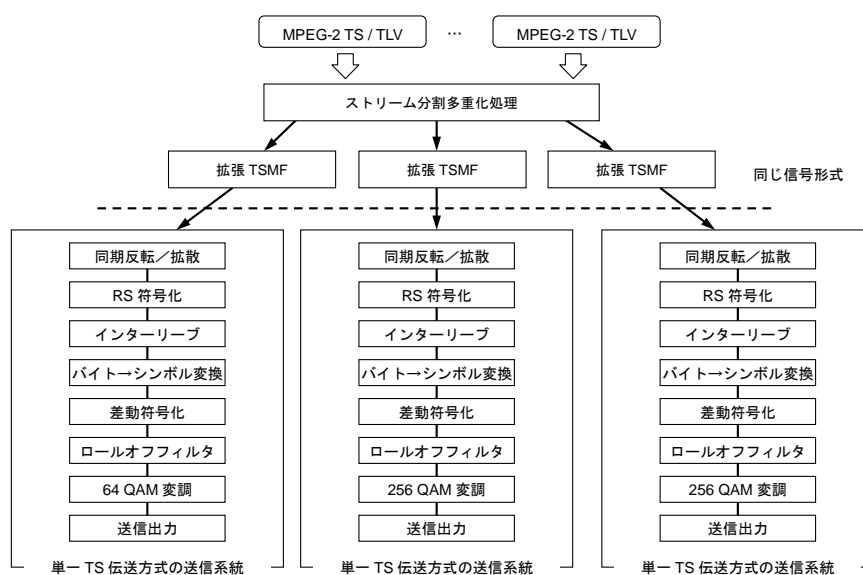 MPEG-2 TS / TLV
…
MPEG-2 TS / TLV
ストリーム分割多重化処理
拡張 TSMF
拡張 TSMF
拡張 TSMF
同じ信号形式
同期反転／拡散
RS 符号化
インターリーブ
バイト→シンボル変換
差動符号化
ロールオフフィルタ
64 QAM 変調
送信出力
単一 TS 伝送方式の送信系統
同期反転／拡散
RS 符号化
インターリーブ
バイト→シンボル変換
差動符号化
ロールオフフィルタ
256 QAM 変調
送信出力
単一 TS 伝送方式の送信系統
同期反転／拡散
RS 符号化
インターリーブ
バイト→シンボル変換
差動符号化
ロールオフフィルタ
256 QAM 変調
送信出力
単一 TS 伝送方式の送信系統